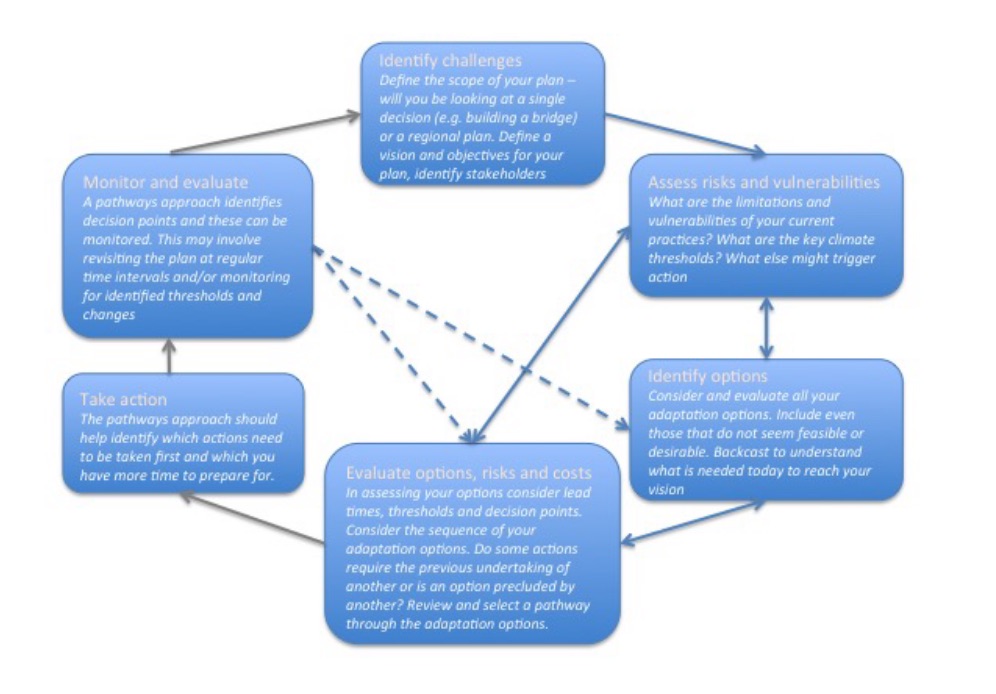 Identify challenges
Define the scope of your plan –
will you be looking at a single
decision (e.g. building a bridge)
or a regional plan. Define a
vision and objectives for your
plan, identify stakeholders
Assess risks and vulnerabilities
What are the limitations and
vulnerabilities of your current
practices? What are the key climate
thresholds? What else might trigger
action
Identify options
Consider and evaluate all your
adaptation options. Include even
those that do not seem feasible or
desirable. Backcast to understand
what is needed today to reach your
vision
Evaluate options, risks and costs
In assessing your options consider lead
times, thresholds and decision points.
Consider the sequence of your
adaptation options. Do some actions
require the previous undertaking of
another or is an option precluded by
another? Review and select a pathway
through the adaptation options.
Take action
The pathways approach should
help identify which actions need
to be taken first and which you
have more time to prepare for.
Monitor and evaluate
A pathways approach identifies
decision points and these can be
monitored. This may involve
revisiting the plan at regular
time intervals and/or monitoring
for identified thresholds and
changes